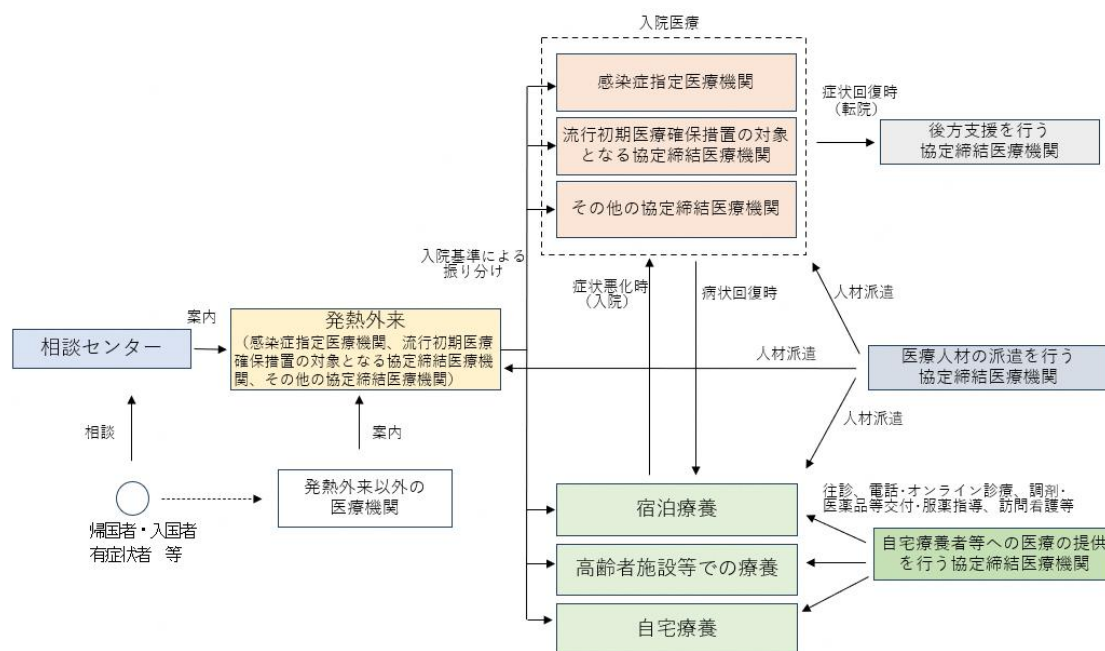 入院医療
感染症指定医療機関
流行初期医療確保措置の対象
となる協定締結医療機関
その他の協定締結医療機関
症状回復時
(転院)
後方支援を行う
協定締結医療機関
入院基準による
振り分け
症状悪化時
(入院)
病状回復時
人材派遣
相談センター
案内
発熱外来
(感染症指定医療機関、流行初期医療
確保措置の対象となる協定締結医療機
関、その他の協定締結医療機関)
人材派遣
医療人材の派遣を行う
協定締結医療機関
人材派遣
相談
案内
帰国者・入国者
有症状者 等
発熱外来以外の
医療機関
宿泊療養
高齢者施設等での療養
自宅療養
往診、電話・オンライン診療、調剤・
医薬品等交付・服薬指導、訪問看護等
自宅療養者等への医療の提供
を行う協定締結医療機関